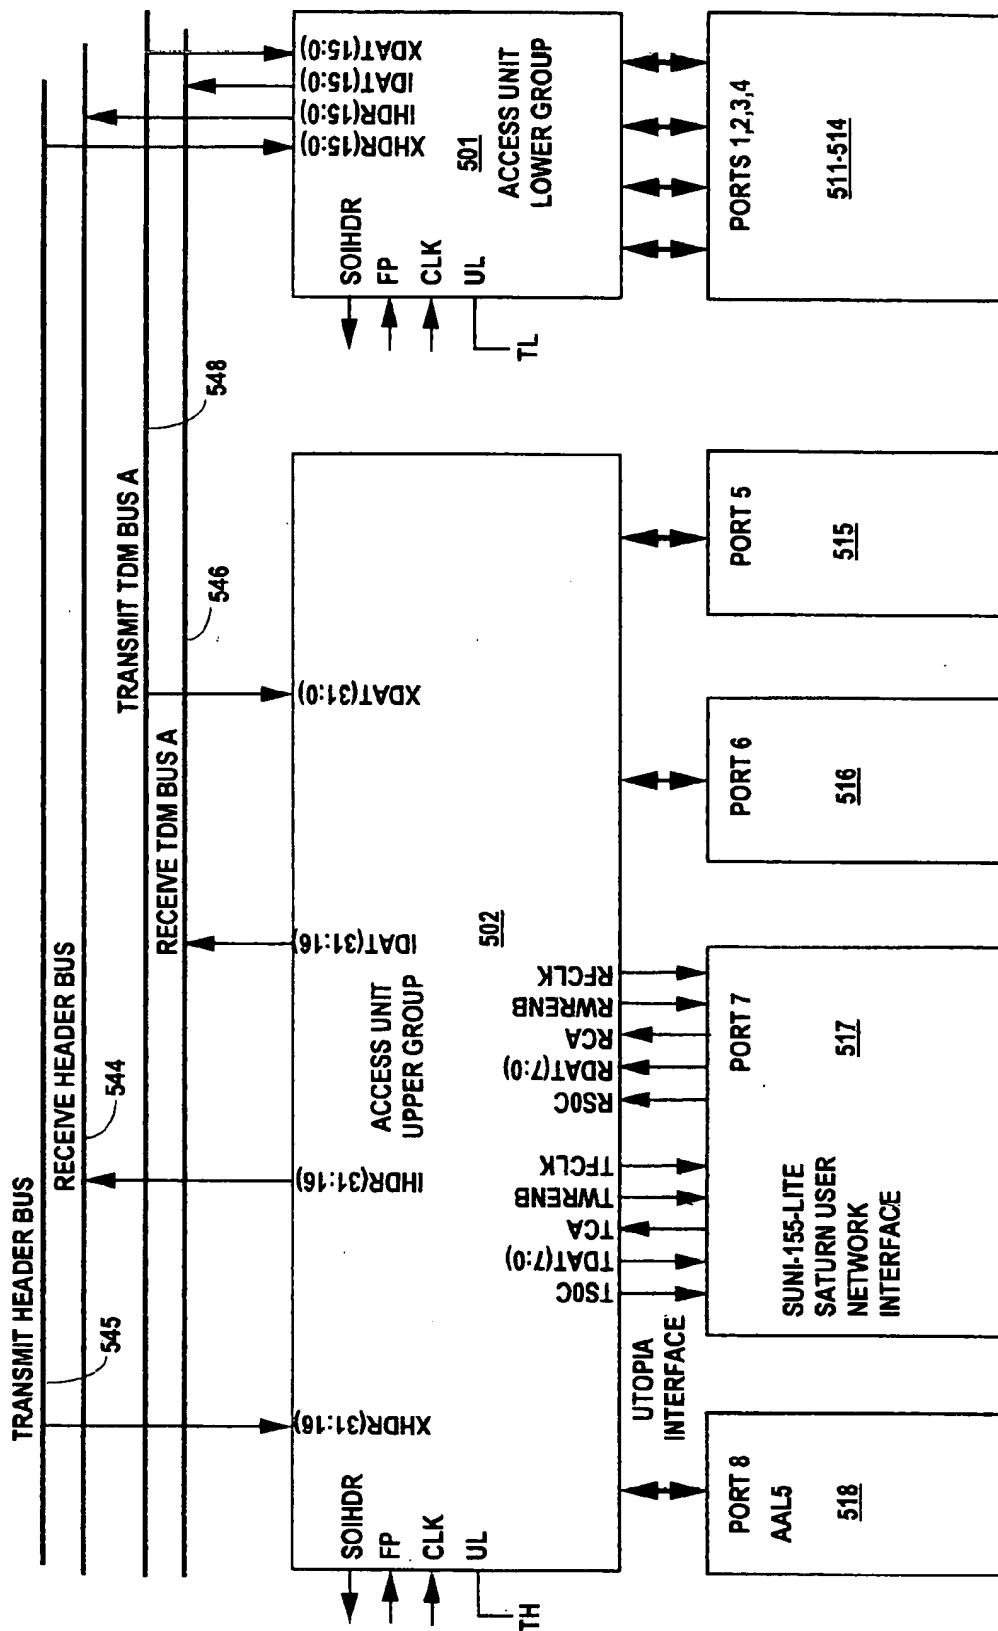 TRANSMIT HEADER BUS
545
RECEIVE HEADER BUS
544
TRANSMIT TDM BUS A
548
RECEIVE TDM BUS A
546
XHDR(31:16)
IHDR(31:16)
IDAT(31:16)
XDAT(31:0)
SOIHDR
FP
CLK
UL
TH
ACCESS UNIT
UPPER GROUP
502
XHDR(15:0)
IHDR(15:0)
IDAT(15:0)
XDAT(15:0)
SOIHDR
FP
CLK
UL
TL
501
ACCESS UNIT
LOWER GROUP
UTOPIA
INTERFACE
TSOC
TDAT(7:0)
TCA
TWRENB
TFCLK
RSOC
RDAT(7:0)
RCA
RWRENB
RFCLK
PORT 8
AAL5
518
PORT 7
517
SUNI-155-LITE
SATURN USER
NETWORK
INTERFACE
PORT 6
516
PORT 5
515
PORTS 1,2,3,4
511-514